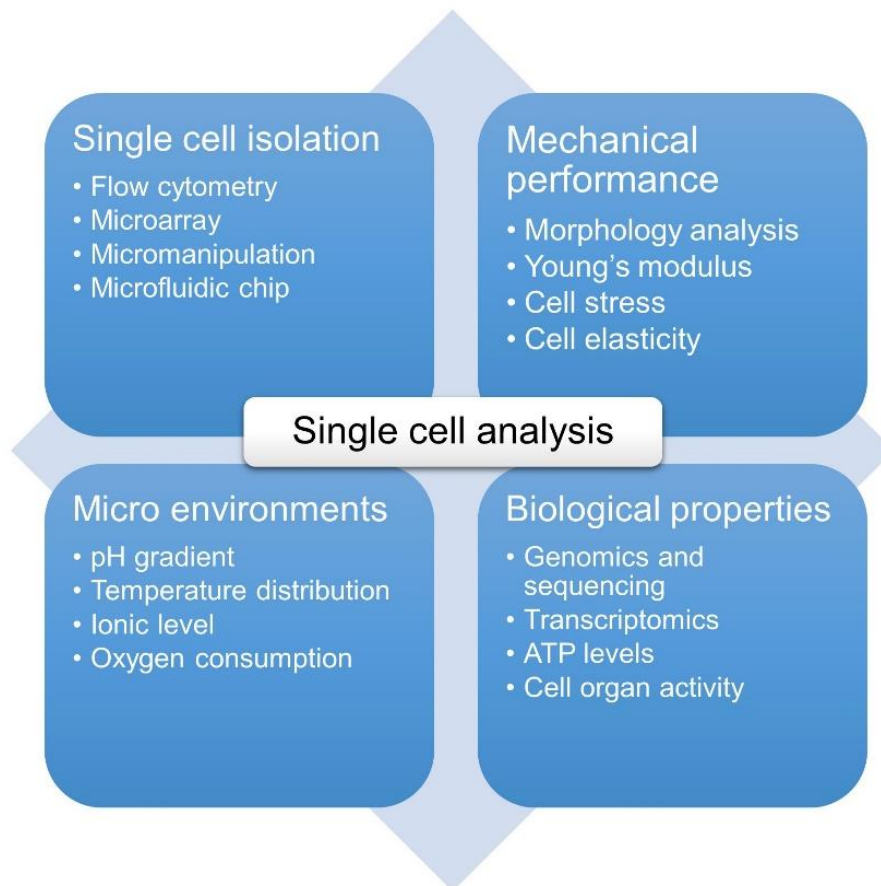 Single cell isolation
• Flow cytometry
• Microarray
• Micromanipulation
• Microfluidic chip
Mechanical
performance
• Morphology analysis
• Young's modulus
• Cell stress
• Cell elasticity
Single cell analysis
Micro environments
• pH gradient
• Temperature distribution
• Ionic level
• Oxygen consumption
Biological properties
• Genomics and
sequencing
• Transcriptomics
• ATP levels
• Cell organ activity